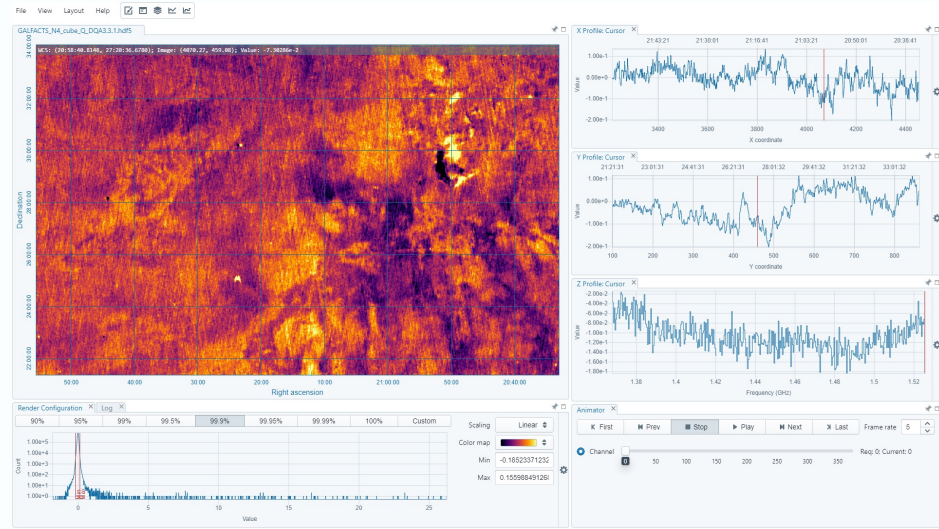 File View Layout Help
GALFACTS_N4_cube_Q_DQA3.3.1.hdf5
WCS: (20:58:40.8148, 27:20:36.6780); Image: (4070.27, 459.08); Value: -7.30286e-2
34:00:00
32:00:00
30:00:00
28:00:00
26:00:00
24:00:00
22:00:00
Declination
50:00 40:00 30:00 20:00 10:00 21:00:00 50:00 20:40:00
Right ascension
X Profile: Cursor
21:43:21 21:30:01 21:16:41 21:03:21 20:50:01 20:36:41
1.00e-1
0.00e+0
-1.00e-1
-2.00e-1
Value
3400 3600 3800 4000 4200 4400
X coordinate
Y Profile: Cursor
21:21:31 23:01:31 24:41:31 26:21:31 28:01:32 29:41:32 31:21:32 33:01:32
1.00e-1
0.00e+0
-1.00e-1
-2.00e-1
Value
100 200 300 400 500 600 700 800
Y coordinate
Z Profile: Cursor
-2.00e-2
-4.00e-2
-6.00e-2
-8.00e-2
-1.00e-1
-1.20e-1
-1.40e-1
-1.60e-1
-1.80e-1
Value
1.38 1.4 1.42 1.44 1.46 1.48 1.5 1.52
Frequency (GHz)
Render Configuration Log
90% 95% 99% 99.5% 99.9% 99.95% 99.99% 100% Custom
1.00e+5
1.00e+4
1.00e+3
1.00e+2
1.00e+1
1.00e+0
Count
0 5 10 15 20 25
Value
Scaling Linear
Color map
Min -0.18523371232
Max 0.1559884912
Animator
First Prev Stop Play Next Last Frame rate 5
Channel Req: 0; Current: 0
0 50 100 150 200 250 300 350